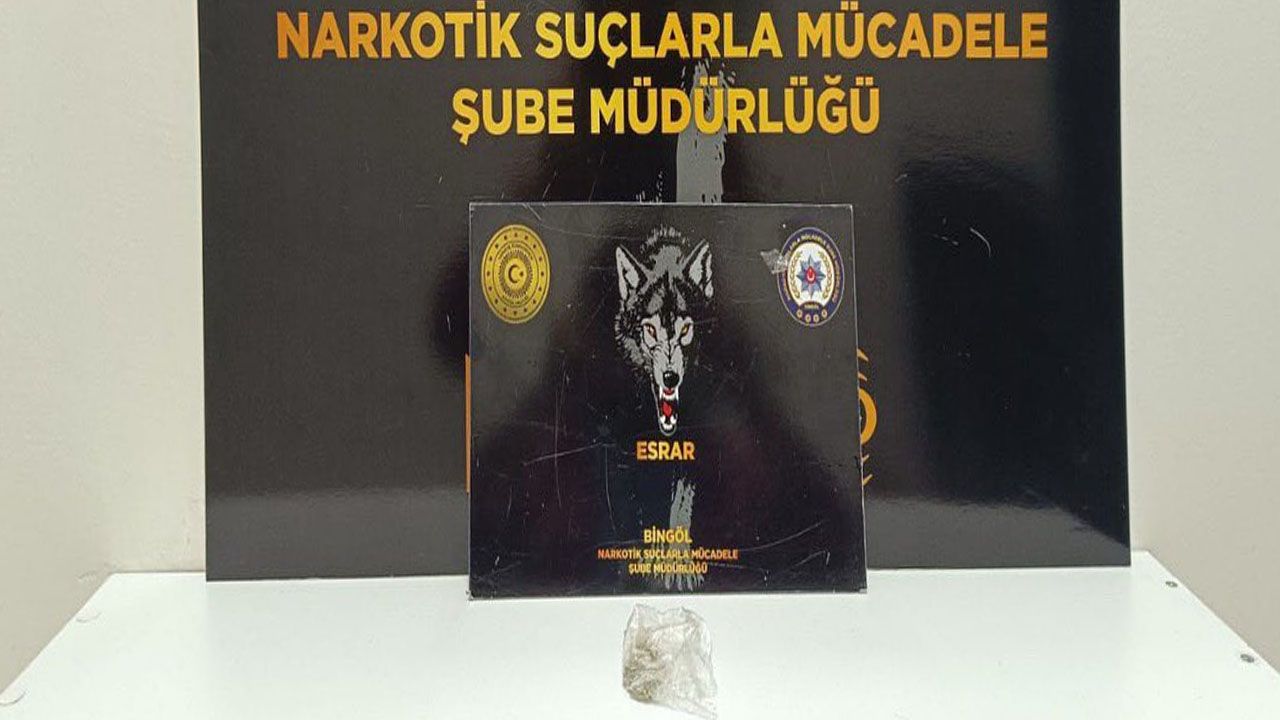 NARKOTİK SUÇLARLA MÜCADELE
ŞUBE MÜDÜRLÜĞÜ
ESRAR
BİNGÖL
NARKOTİK SUÇLARLA MÜCADELE
ŞUBE MÜDÜRLÜĞÜ